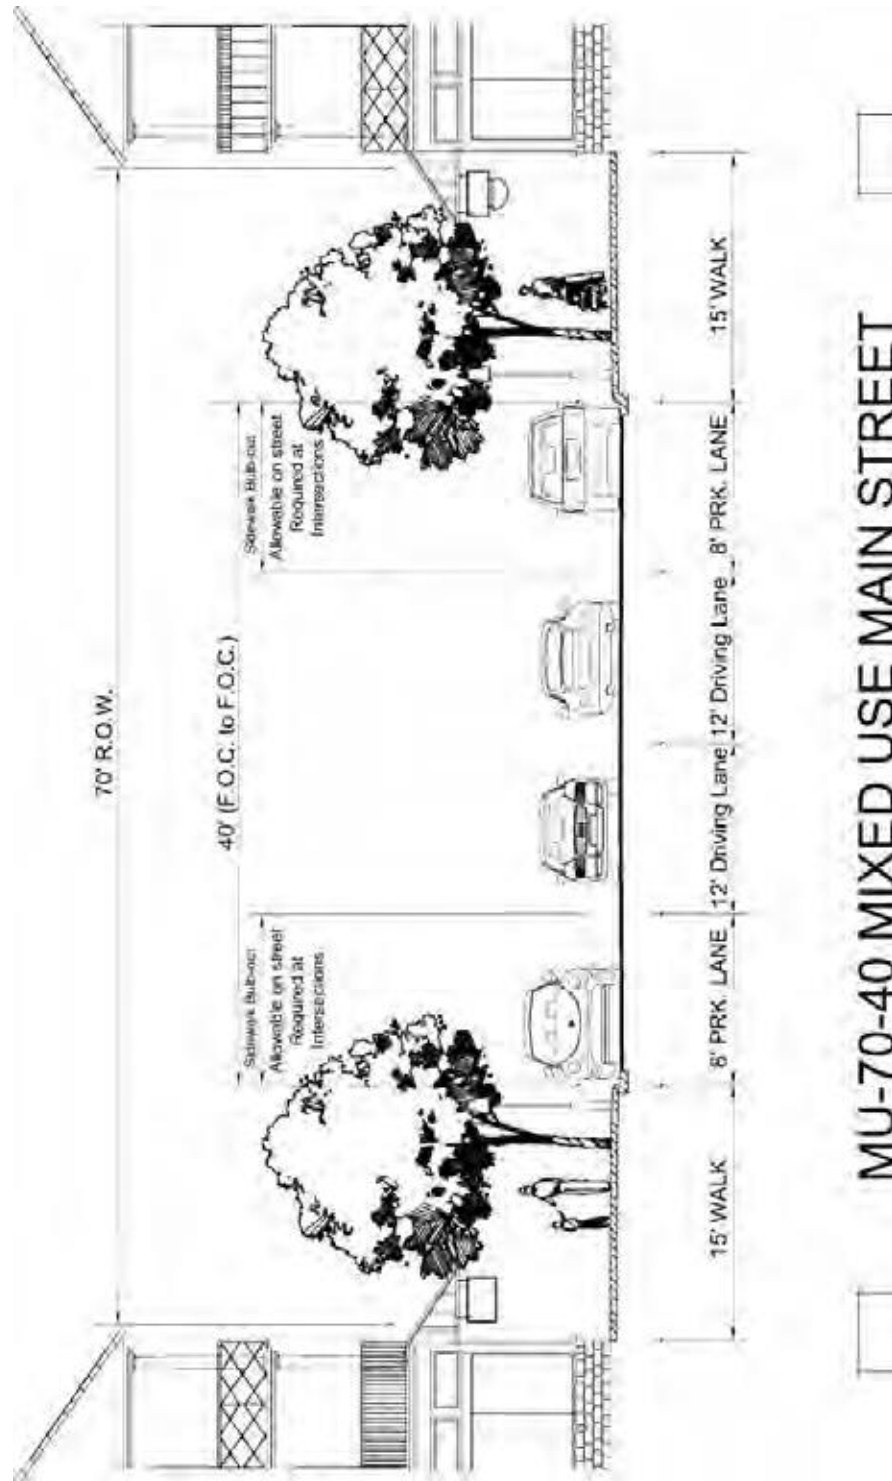 70' R.O.W.
40' (F.O.C. to F.O.C.)
Sidewalk Bulb-out
Allowable on street
Required at
Intersections
Sidewalk Bulb-out
Allowable on street
Required at
Intersections
15' WALK
8' PRK. LANE
12' Driving Lane
12' Driving Lane
8' PRK. LANE
15' WALK
MU-70-40 MIXED USE MAIN STREET